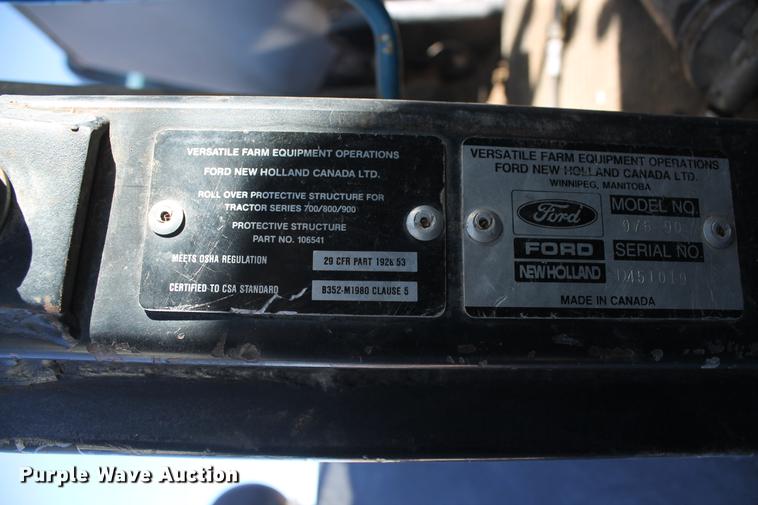 VERSATILE FARM EQUIPMENT OPERATIONS
FORD NEW HOLLAND CANADA LTD.
ROLL OVER PROTECTIVE STRUCTURE FOR
TRACTOR SERIES 700/800/900
PROTECTIVE STRUCTURE
PART NO. 106541
MEETS OSHA REGULATION 29 CFR PART 1928 53
CERTIFIED TO CSA STANDARD B352-M1980 CLAUSE 5
VERSATILE FARM EQUIPMENT OPERATIONS
FORD NEW HOLLAND CANADA LTD.
WINNIPEG, MANITOBA
Ford
MODEL NO.
FORD
NEW HOLLAND
SERIAL NO.
D451019
MADE IN CANADA
Purple Wave Auction